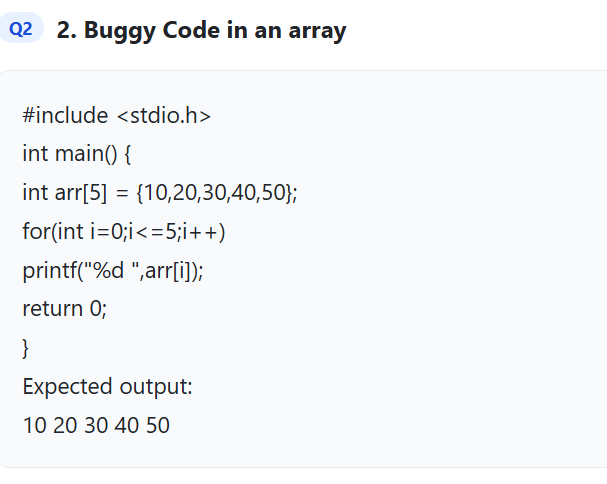 Q2 2. Buggy Code in an array
#include <stdio.h>
int main() {
int arr[5] = {10,20,30,40,50};
for(int i=0;i<=5;i++)
printf("%d ",arr[i]);
return 0;
}
Expected output:
10 20 30 40 50